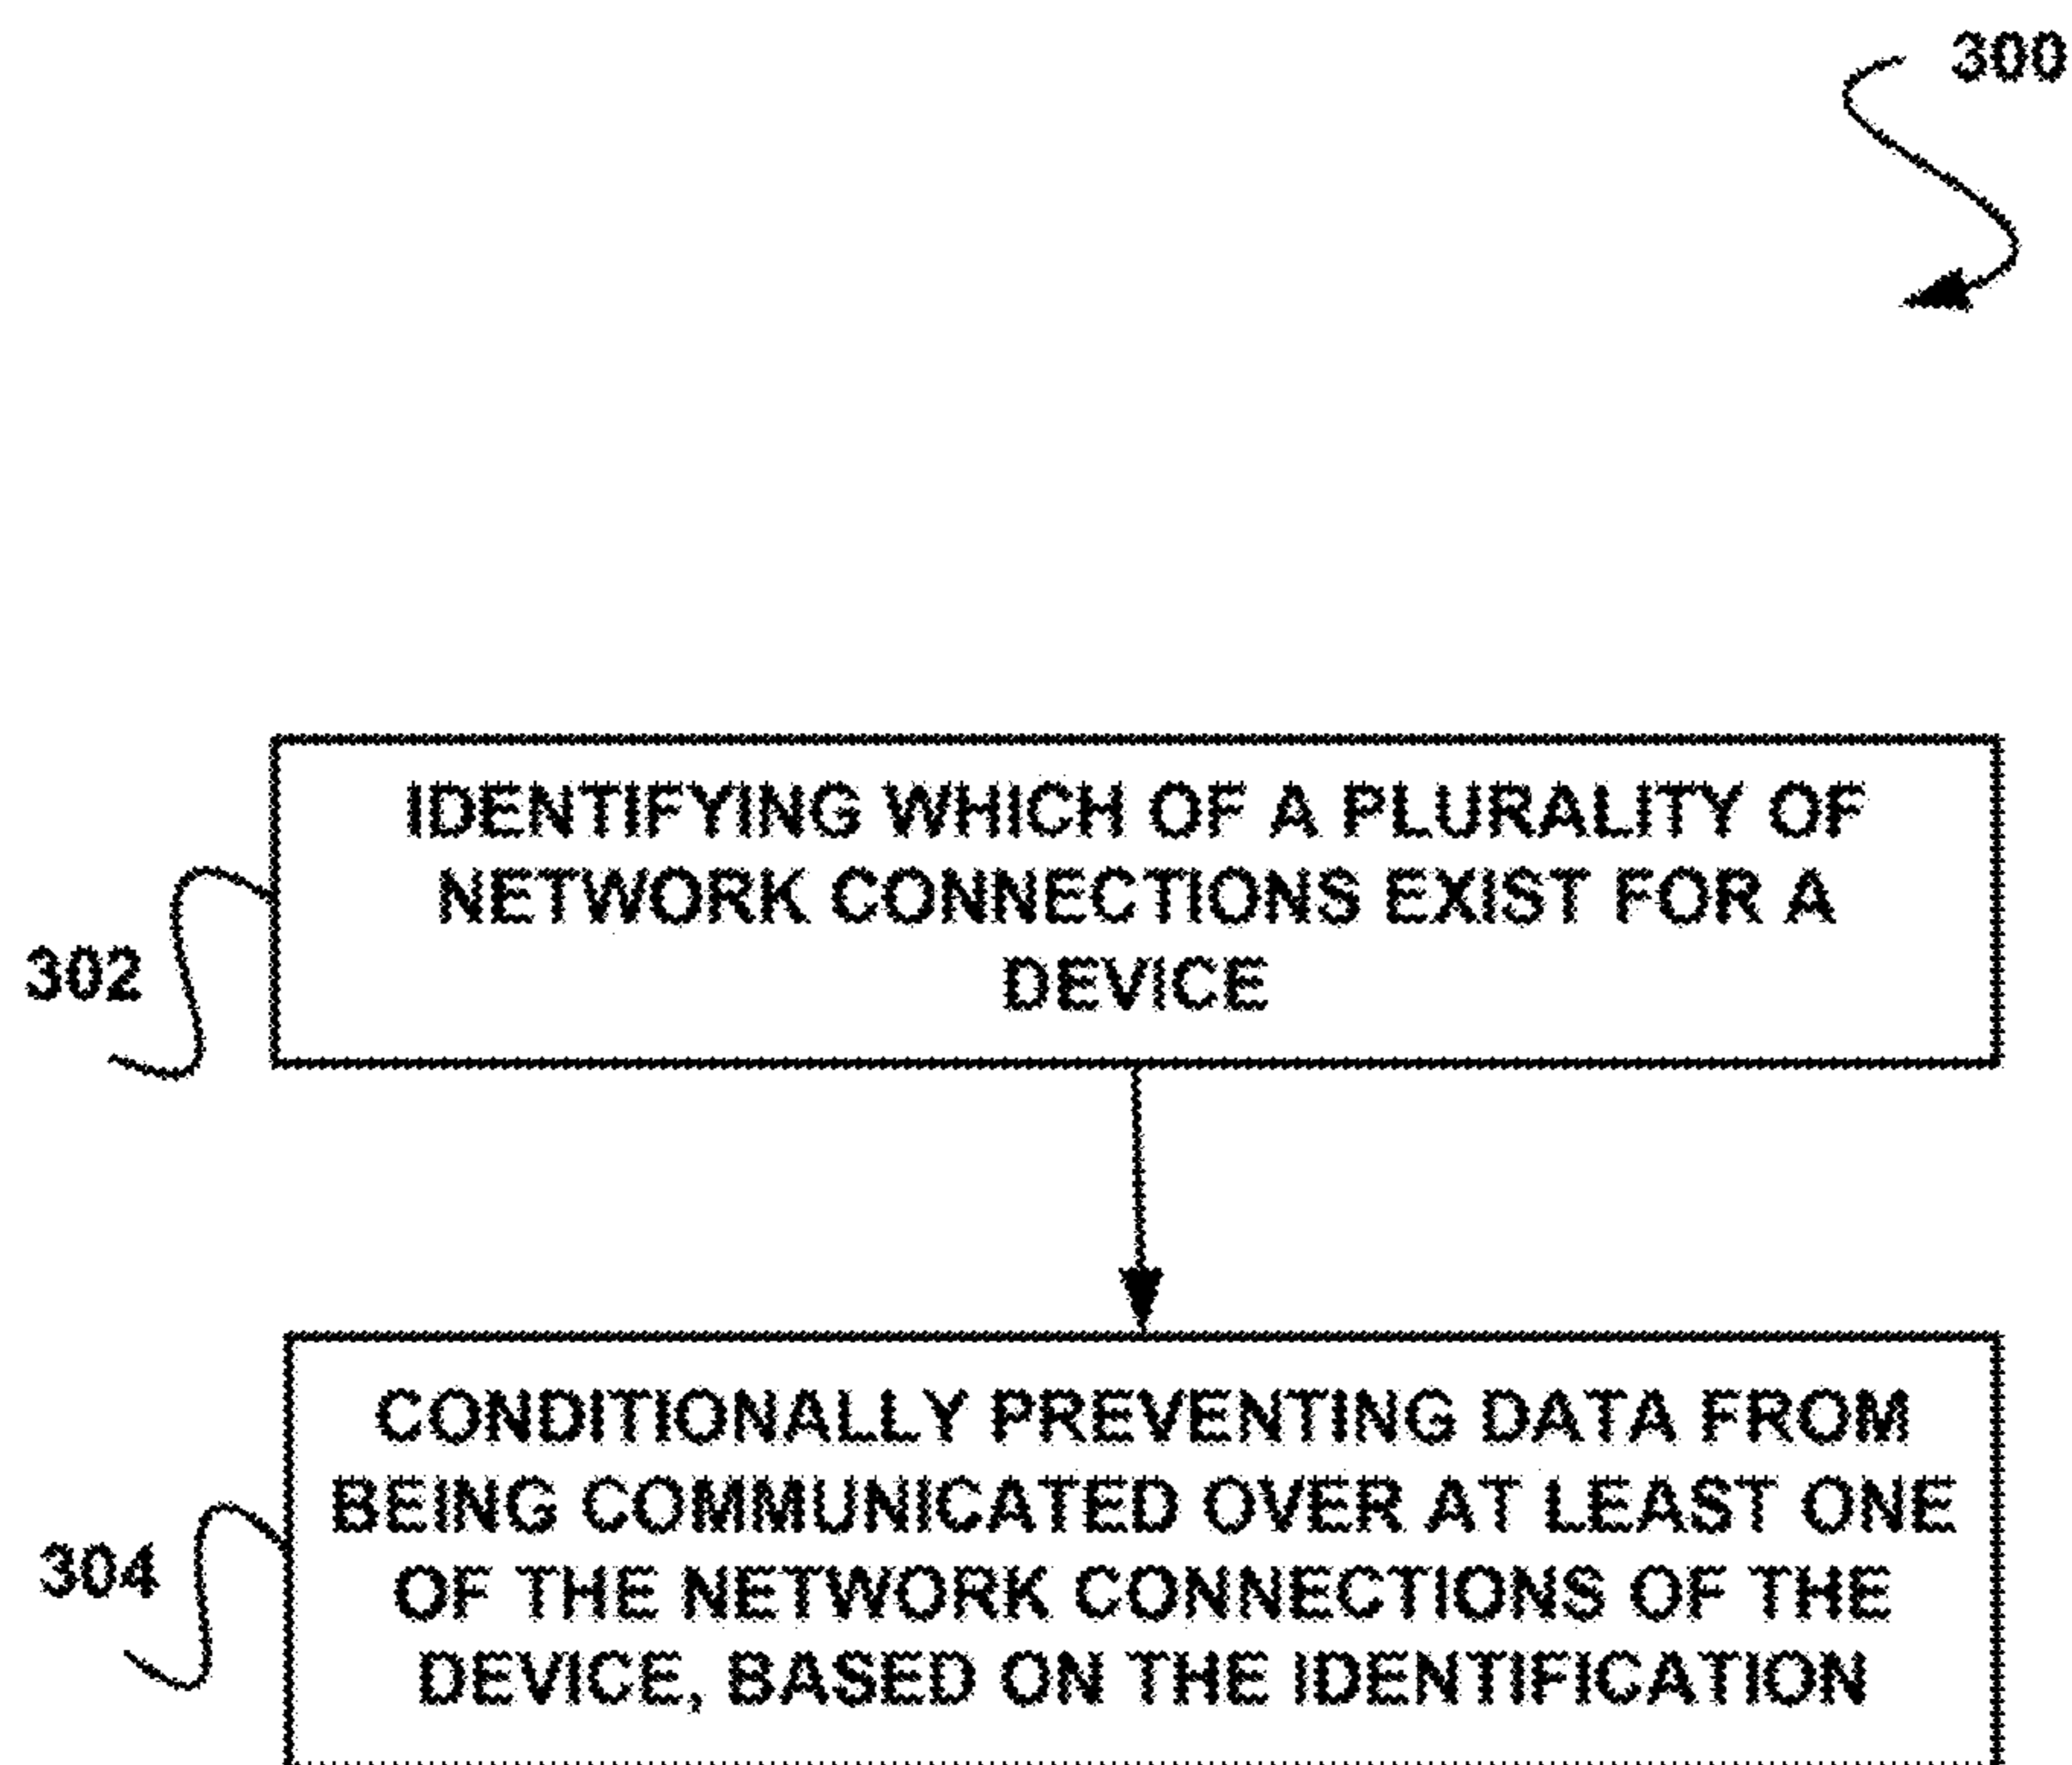 300
IDENTIFYING WHICH OF A PLURALITY OF
NETWORK CONNECTIONS EXIST FOR A
DEVICE
302
CONDITIONALLY PREVENTING DATA FROM
BEING COMMUNICATED OVER AT LEAST ONE
OF THE NETWORK CONNECTIONS OF THE
DEVICE, BASED ON THE IDENTIFICATION
304